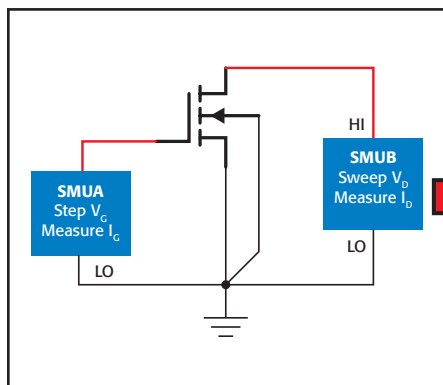 HI
SMUB
Sweep V_D
Measure I_D
LO
SMUA
Step V_G
Measure I_G
LO